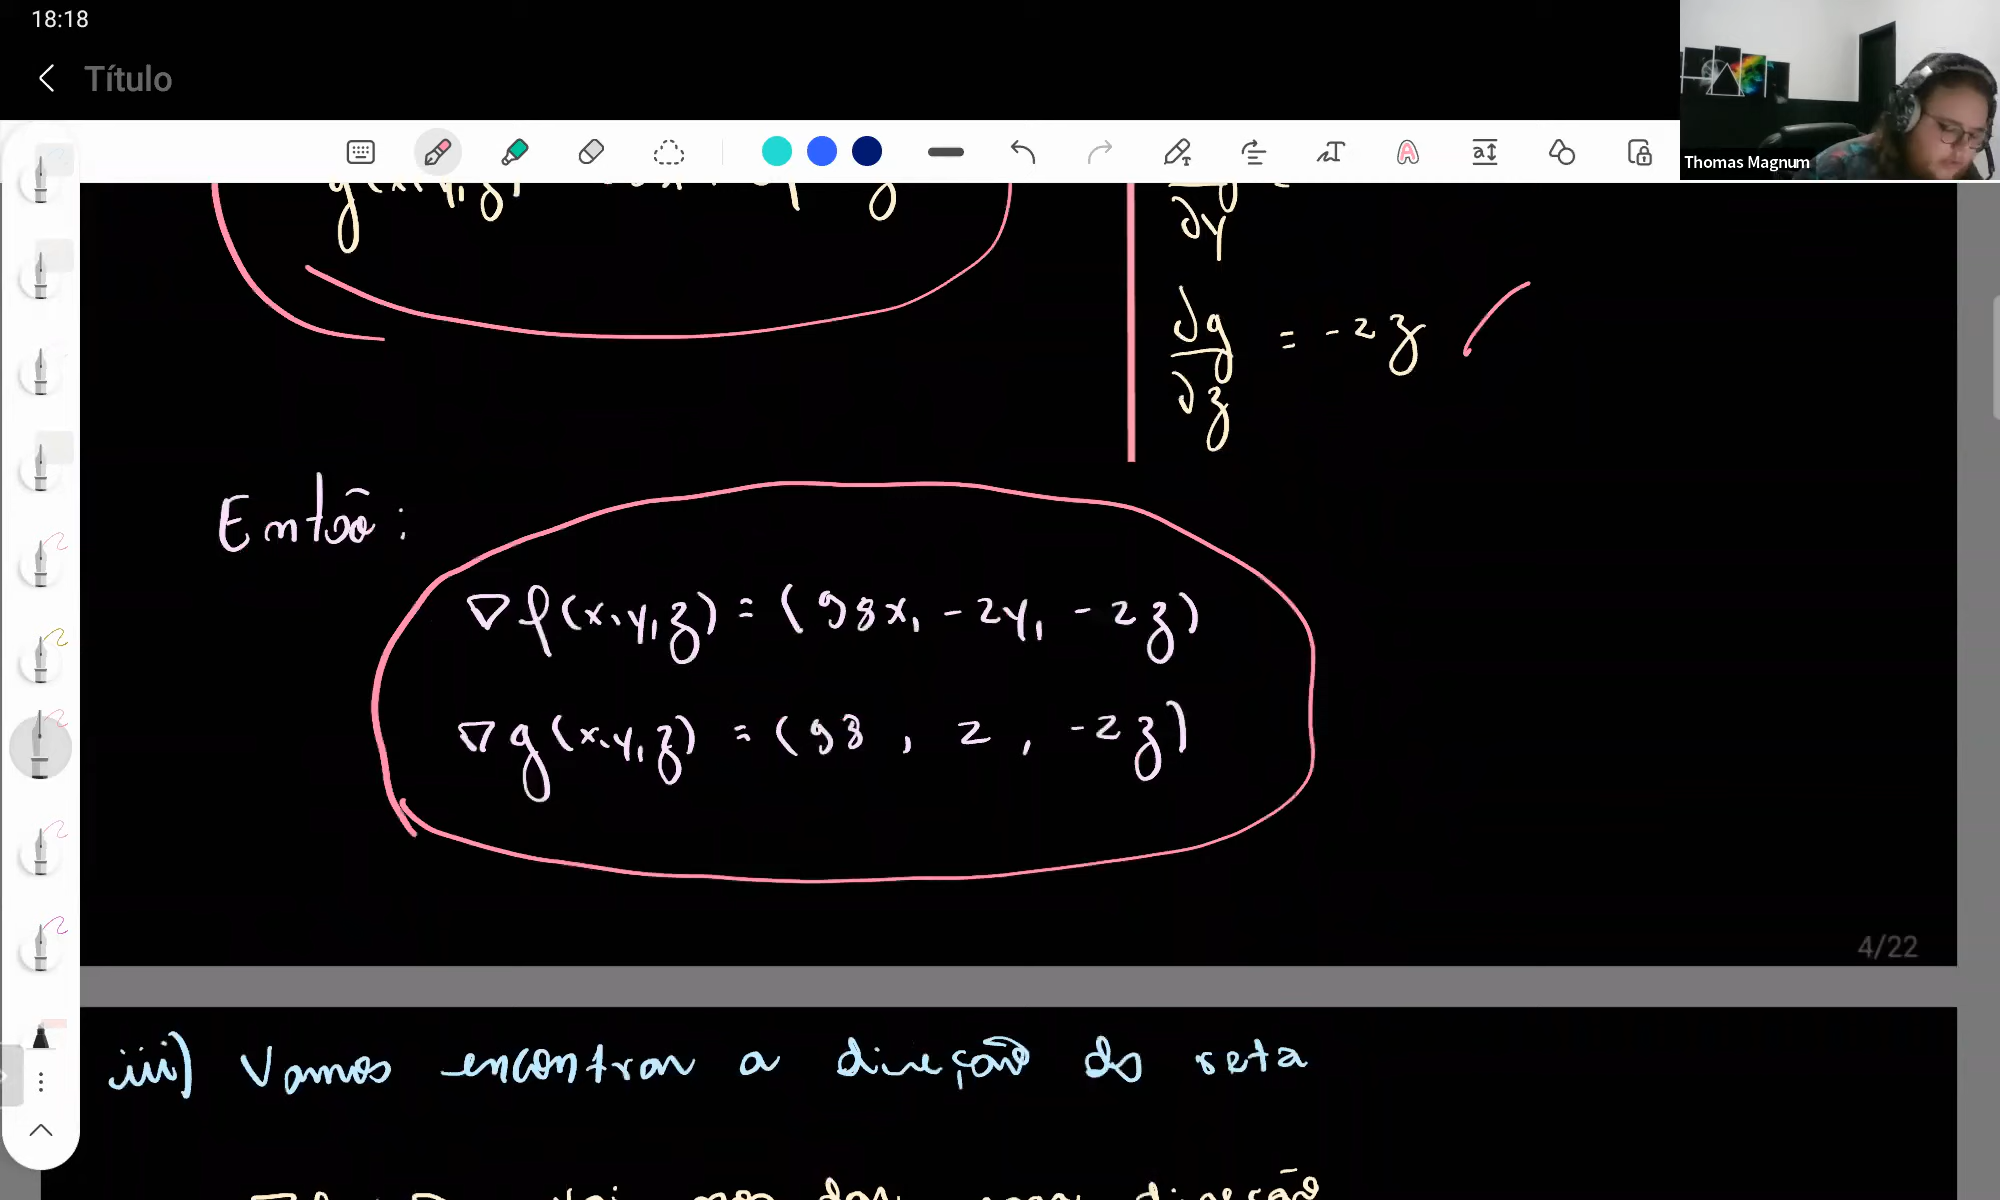 18:18
Título
Thomas Magnum
g(x,y,z)
∂y
∂g/∂z = -2z
Então:
∇f(x,y,z) = (98x, -2y, -2z)
∇g(x,y,z) = (98, 2, -2z)
4/22
iii) Vamos encontrar a direção da reta
direção